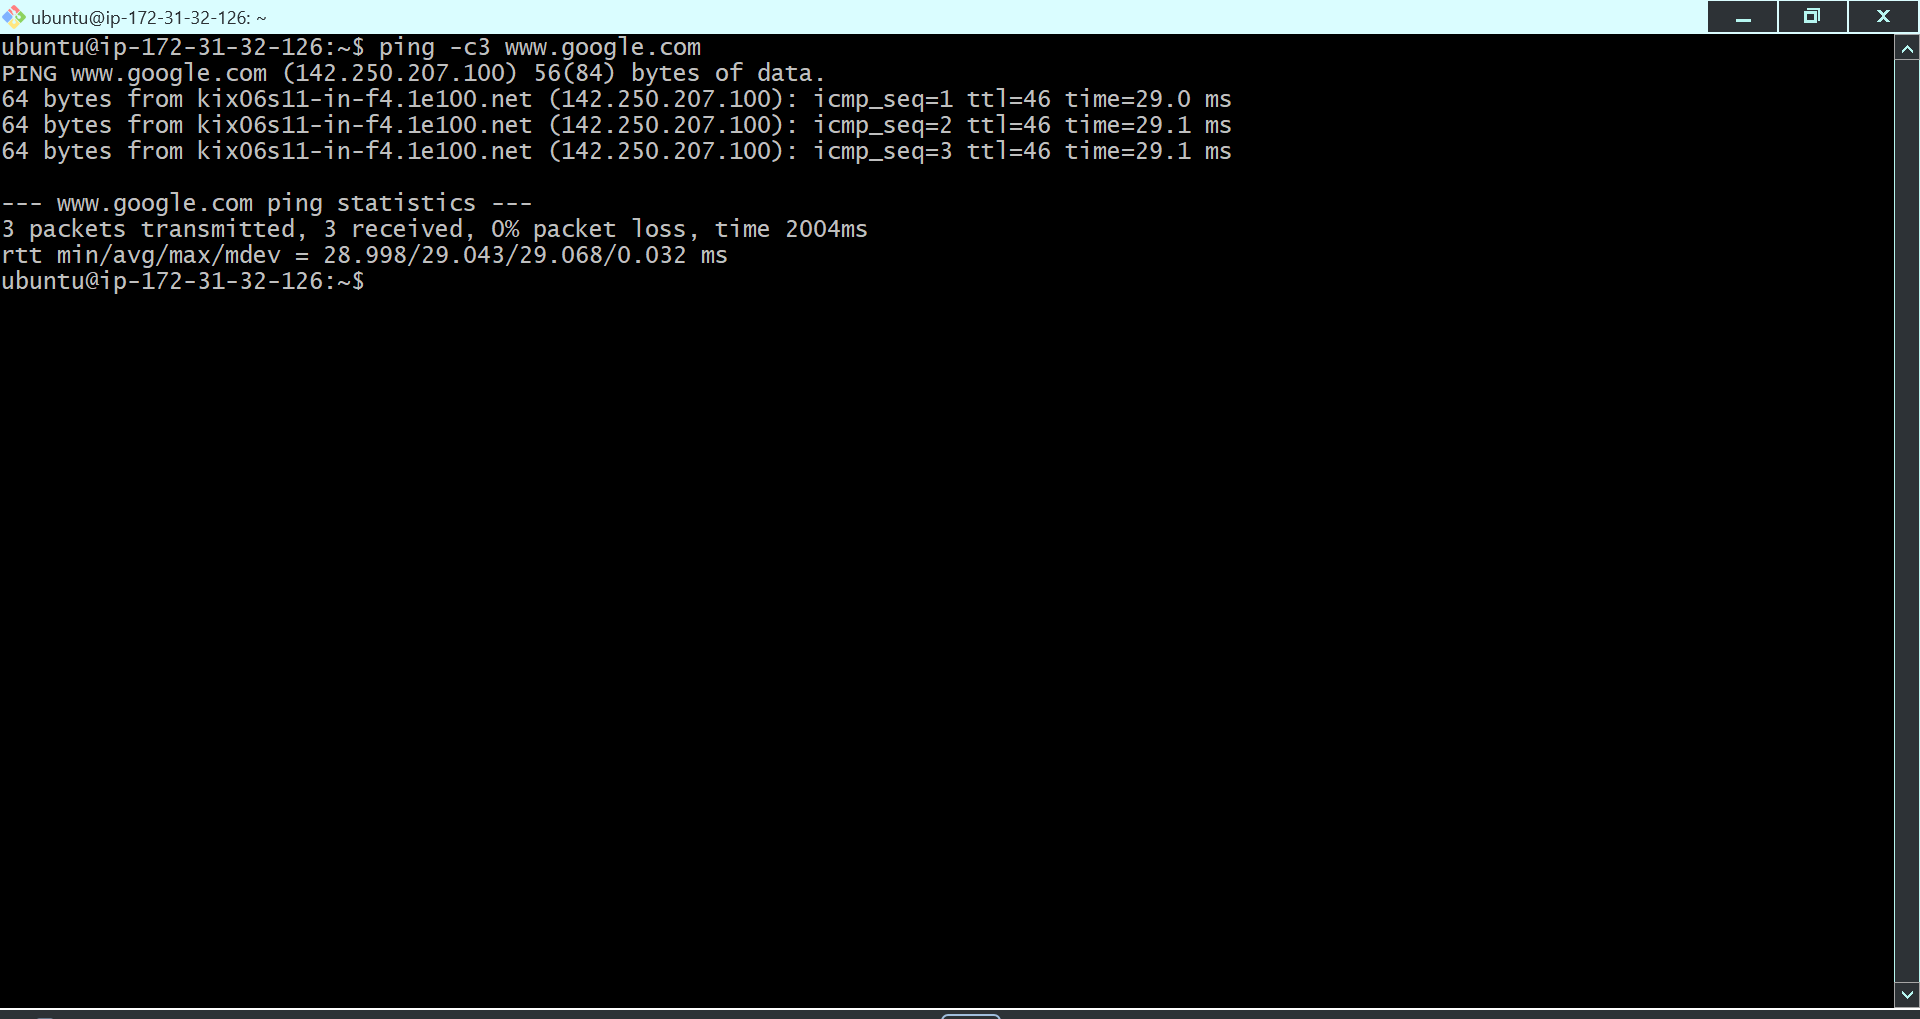 ubuntu@ip-172-31-32-126: ~
ubuntu@ip-172-31-32-126:~$ ping -c3 www.google.com
PING www.google.com (142.250.207.100) 56(84) bytes of data.
64 bytes from kix06s11-in-f4.1e100.net (142.250.207.100): icmp_seq=1 ttl=46 time=29.0 ms
64 bytes from kix06s11-in-f4.1e100.net (142.250.207.100): icmp_seq=2 ttl=46 time=29.1 ms
64 bytes from kix06s11-in-f4.1e100.net (142.250.207.100): icmp_seq=3 ttl=46 time=29.1 ms
--- www.google.com ping statistics ---
3 packets transmitted, 3 received, 0% packet loss, time 2004ms
rtt min/avg/max/mdev = 28.998/29.043/29.068/0.032 ms
ubuntu@ip-172-31-32-126:~$